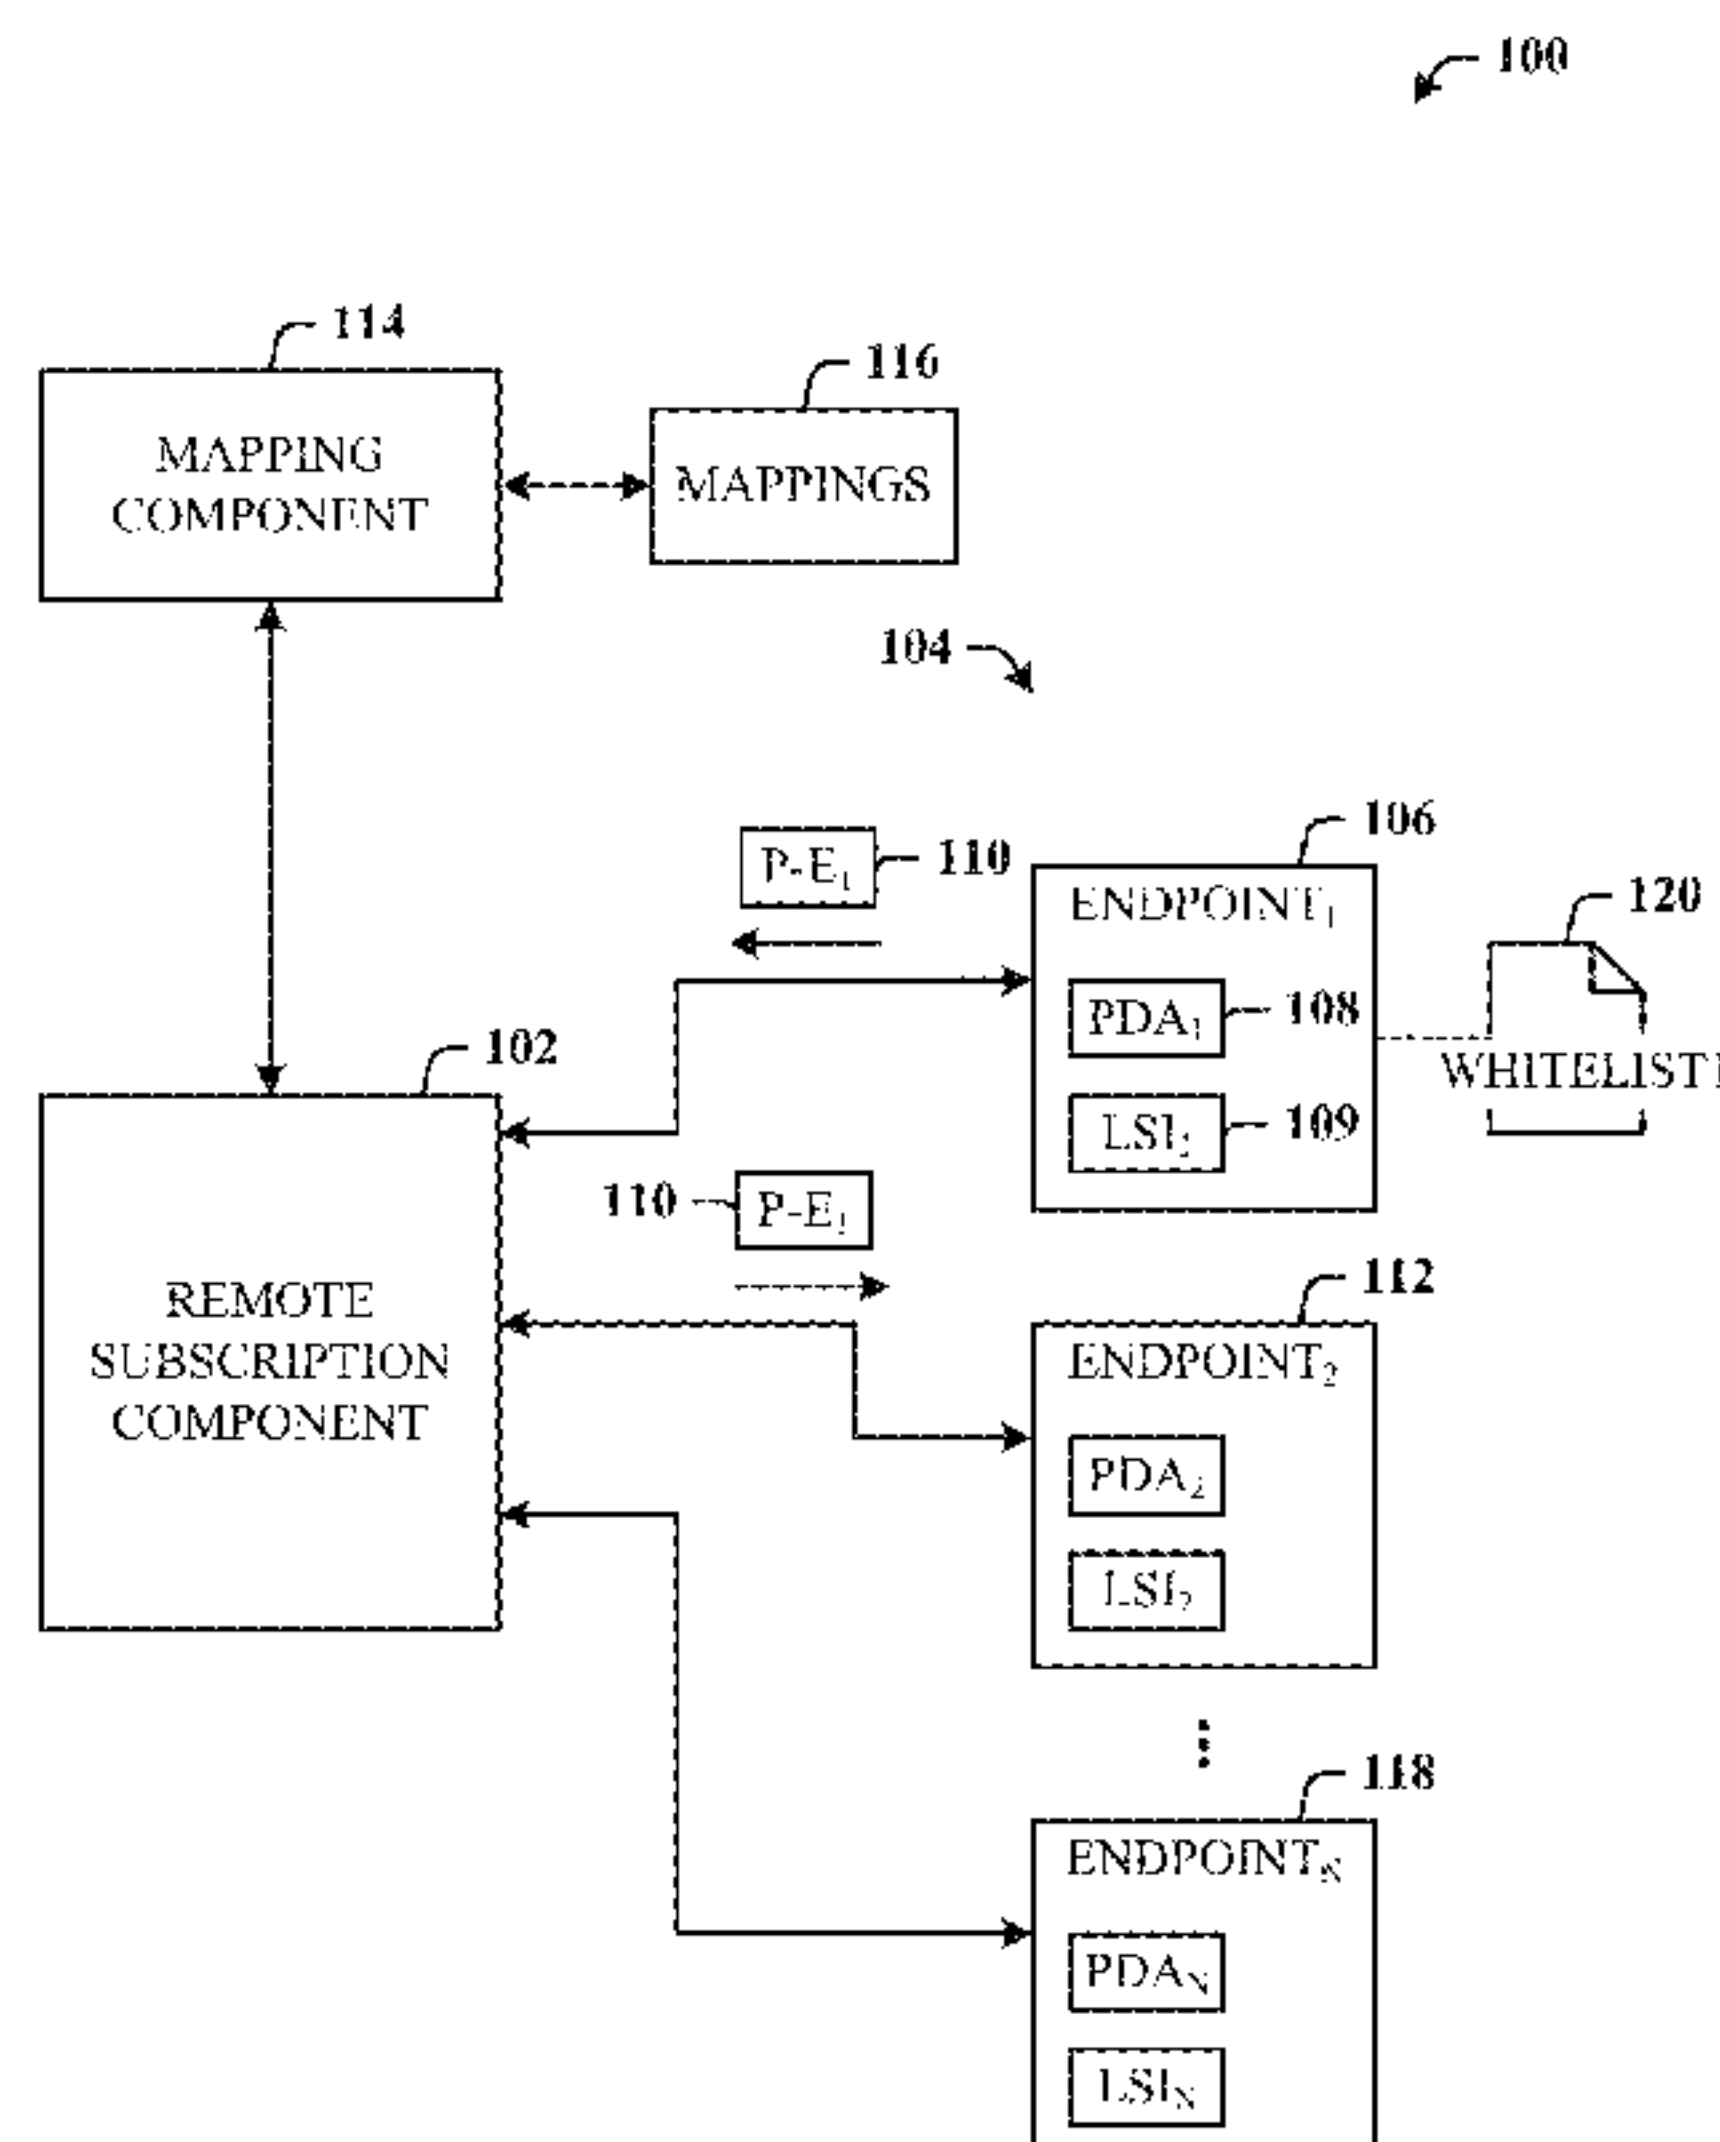 100
114
116
MAPPING
COMPONENT
MAPPINGS
104
106
P-E1
110
ENDPOINT1
120
PDA1
108
102
WHITELIST1
LSI1
109
110
P-E1
112
REMOTE
SUBSCRIPTION
COMPONENT
ENDPOINT2
PDA2
LSI2
118
ENDPOINTN
PDAN
LSIN